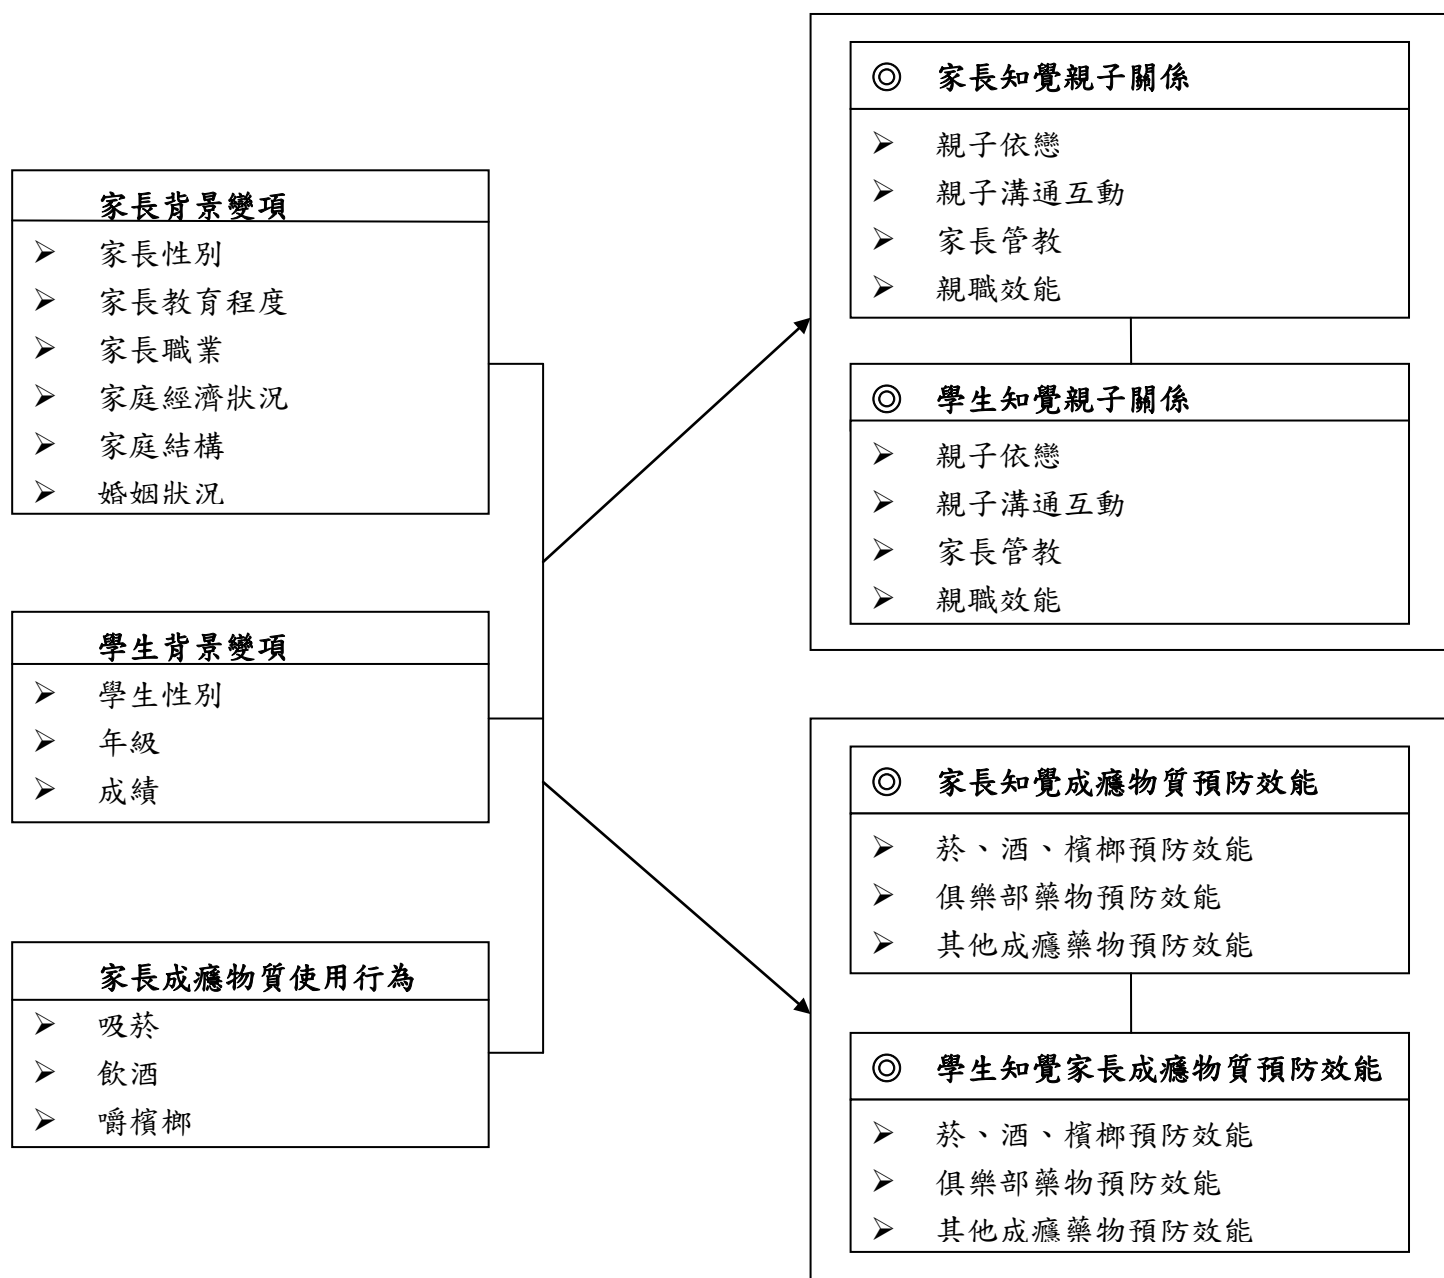 家長背景變項
➢ 家長性別
➢ 家長教育程度
➢ 家長職業
➢ 家庭經濟狀況
➢ 家庭結構
➢ 婚姻狀況
學生背景變項
➢ 學生性別
➢ 年級
➢ 成績
家長成癮物質使用行為
➢ 吸菸
➢ 飲酒
➢ 嚼檳榔
◎ 家長知覺親子關係
➢ 親子依戀
➢ 親子溝通互動
➢ 家長管教
➢ 親職效能
◎ 學生知覺親子關係
➢ 親子依戀
➢ 親子溝通互動
➢ 家長管教
➢ 親職效能
◎ 家長知覺成癮物質預防效能
➢ 菸、酒、檳榔預防效能
➢ 俱樂部藥物預防效能
➢ 其他成癮藥物預防效能
◎ 學生知覺家長成癮物質預防效能
➢ 菸、酒、檳榔預防效能
➢ 俱樂部藥物預防效能
➢ 其他成癮藥物預防效能